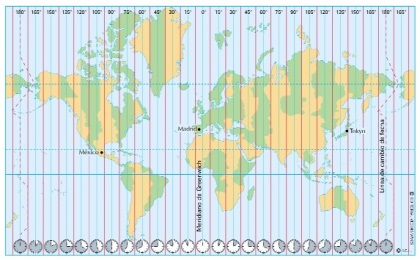 180° 165° 150° 135° 120° 105° 90° 75° 60° 45° 30° 15° 0° 15° 30° 45° 60° 75° 90° 105° 120° 135° 150° 165° 180° 165°
Madrid
Tokyo
México
Meridiano de Greenwich
Línea de cambio de fecha